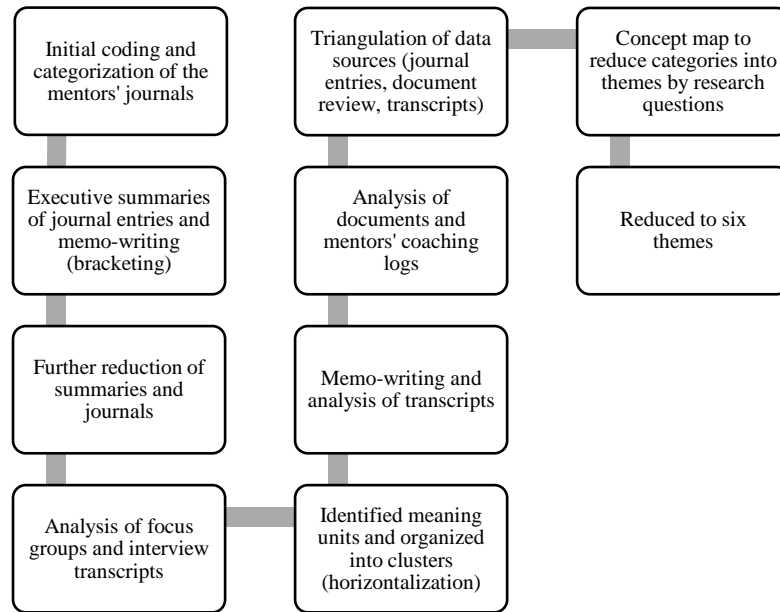 Initial coding and
categorization of the
mentors' journals
Executive summaries
of journal entries and
memo-writing
(bracketing)
Further reduction of
summaries and
journals
Analysis of focus
groups and interview
transcripts
Identified meaning
units and organized
into clusters
(horizontalization)
Memo-writing and
analysis of transcripts
Analysis of
documents and
mentors' coaching
logs
Triangulation of data
sources (journal
entries, document
review, transcripts)
Concept map to
reduce categories into
themes by research
questions
Reduced to six
themes